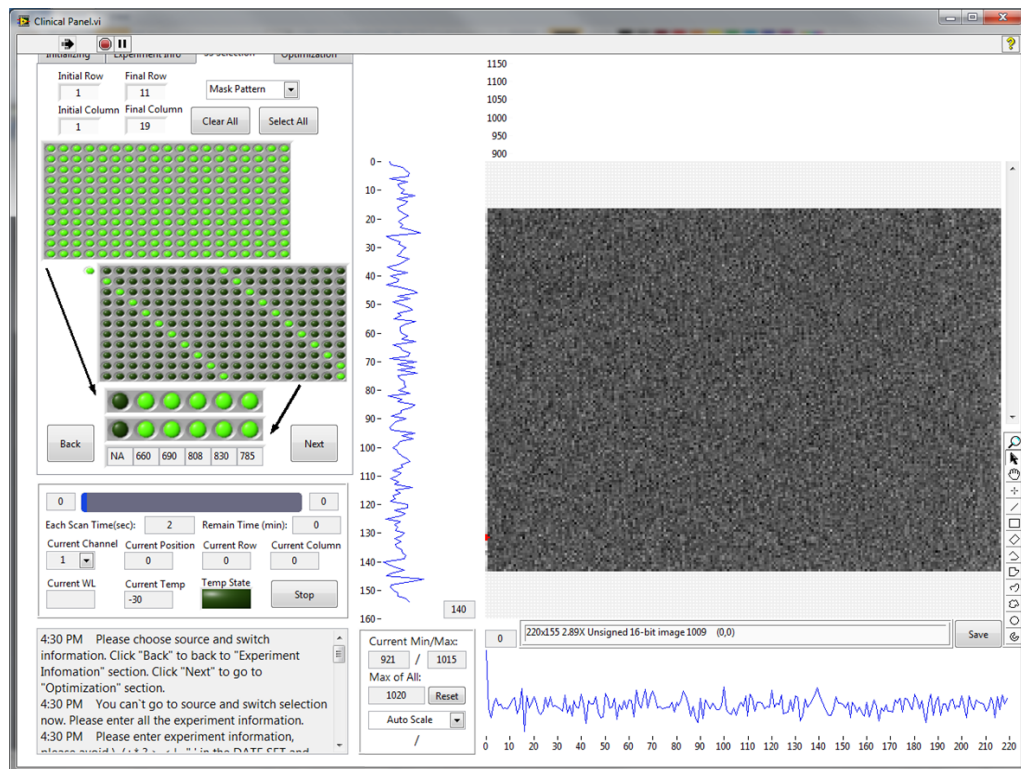 Clinical Panel.vi
Initializing Experiment Info SS Selection Optimization
Initial Row Final Row
1 11
Mask Pattern
Initial Column Final Column
1 19
Clear All Select All
Back Next
NA 660 690 808 830 785
0 0
Each Scan Time(sec): 2 Remain Time (min): 0
Current Channel Current Position Current Row Current Column
1 0 0 0
Current WL Current Temp Temp State
-30
Stop
4:30 PM Please choose source and switch
information. Click "Back" to back to "Experiment
Infomation" section. Click "Next" to go to
"Optimization" section.
4:30 PM You can`t go to source and switch selection
now. Please enter all the experiment information.
4:30 PM Please enter experiment information,
0
10
20
30
40
50
60
70
80
90
100
110
120
130
140
150
160
140
Current Min/Max:
921 / 1015
Max of All:
1020 Reset
Auto Scale
/
1150
1100
1050
1000
950
900
0
220x155 2.89X Unsigned 16-bit image 1009 (0,0)
Save
0 10 20 30 40 50 60 70 80 90 100 110 120 130 140 150 160 170 180 190 200 210 220